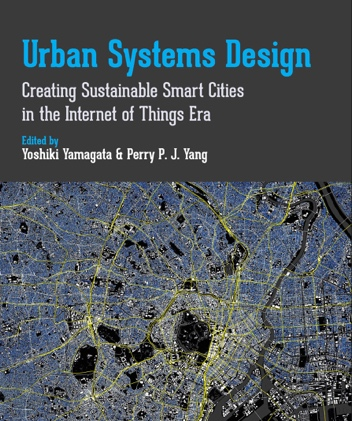 Urban Systems Design
Creating Sustainable Smart Cities
in the Internet of Things Era
Edited by
Yoshiki Yamagata & Perry P. J. Yang